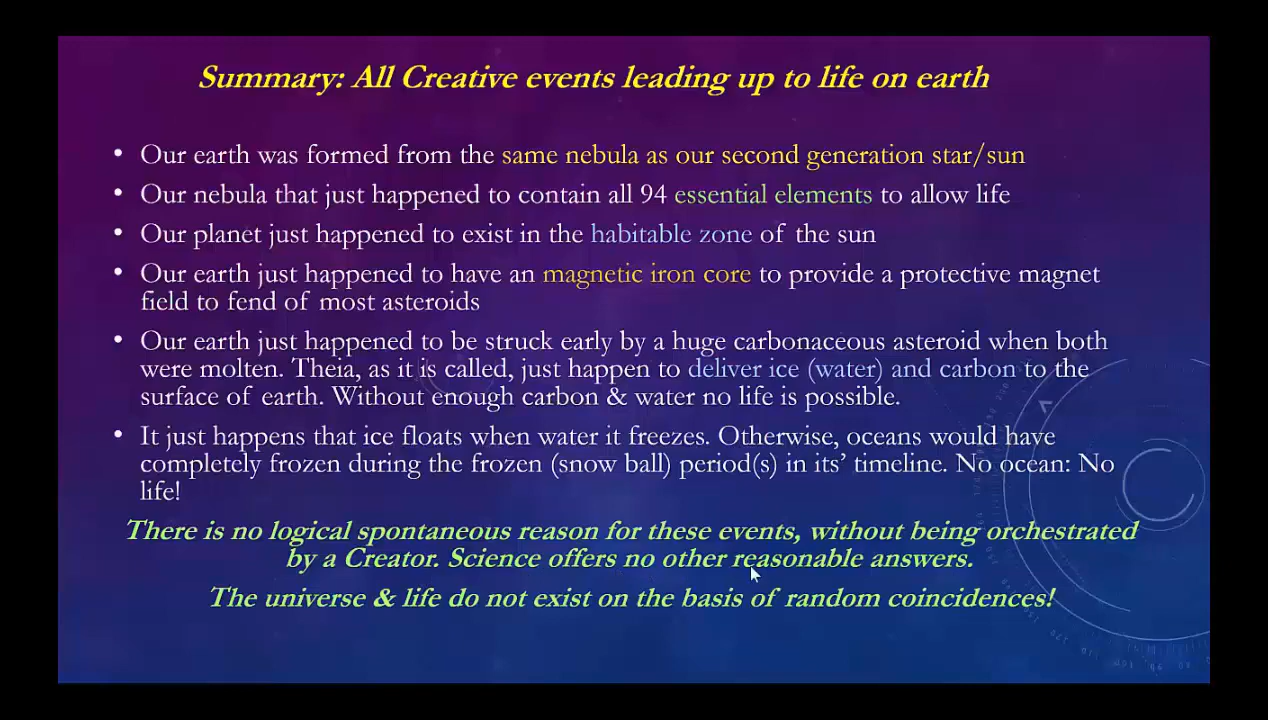 Summary: All Creative events leading up to life on earth
• Our earth was formed from the same nebula as our second generation star/sun
• Our nebula that just happened to contain all 94 essential elements to allow life
• Our planet just happened to exist in the habitable zone of the sun
• Our earth just happened to have an magnetic iron core to provide a protective magnet
field to fend of most asteroids
• Our earth just happened to be struck early by a huge carbonaceous asteroid when both
were molten. Theia, as it is called, just happen to deliver ice (water) and carbon to the
surface of earth. Without enough carbon & water no life is possible.
• It just happens that ice floats when water it freezes. Otherwise, oceans would have
completely frozen during the frozen (snow ball) period(s) in its’ timeline. No ocean: No
life!
There is no logical spontaneous reason for these events, without being orchestrated
by a Creator. Science offers no other reasonable answers.
The universe & life do not exist on the basis of random coincidences!